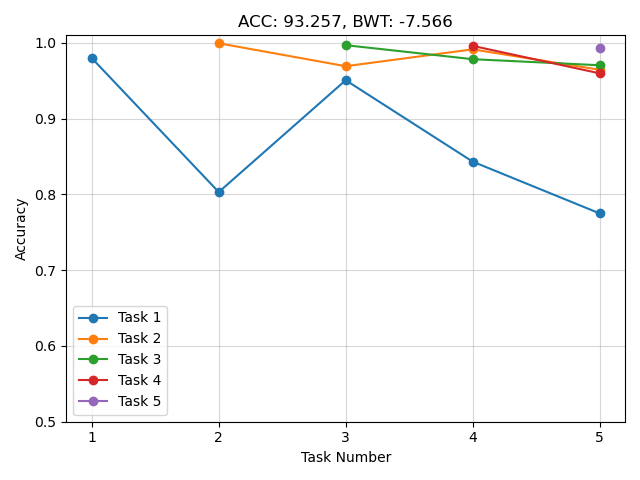 ACC: 93.257, BWT: -7.566
1.0
0.9
0.8
0.7
0.6
0.5
Accuracy
Task 1
Task 2
Task 3
Task 4
Task 5
1 2 3 4 5
Task Number